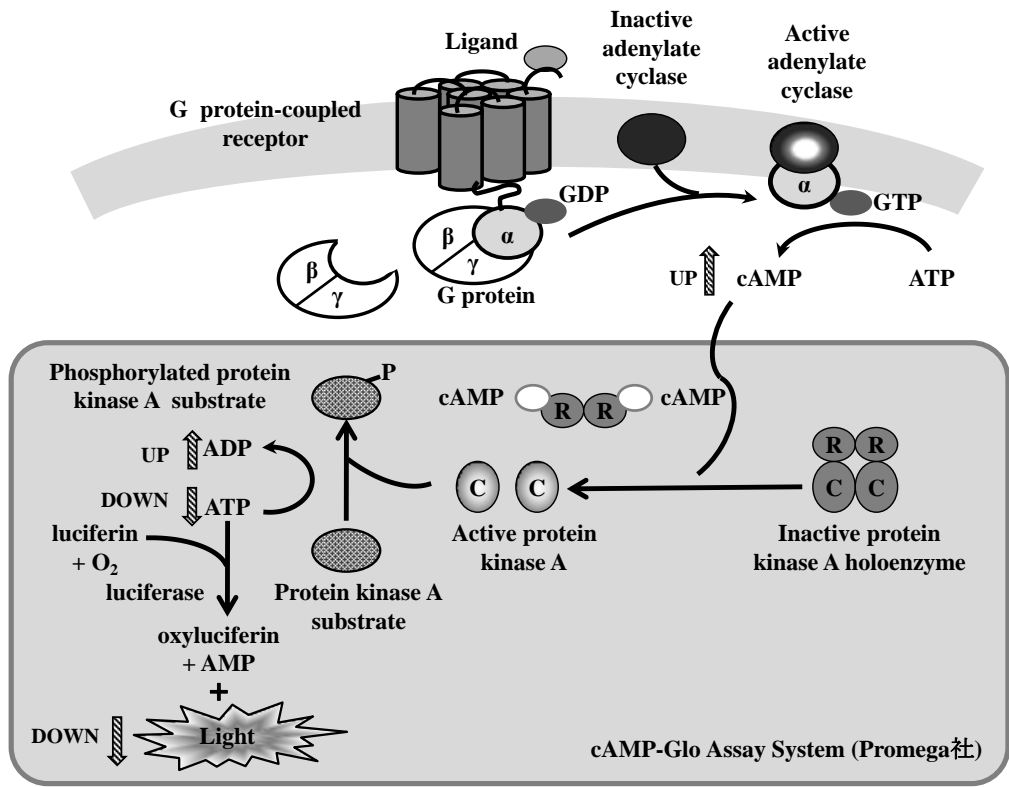 Ligand
Inactive
adenylate
cyclase
Active
adenylate
cyclase
G protein-coupled
receptor
α
GDP
GTP
β
α
γ
β
γ
G protein
UP
cAMP
ATP
Phosphorylated protein
kinase A substrate
P
cAMP
R
R
cAMP
UP
ADP
R
R
C
C
C
C
DOWN
ATP
luciferin
+ O₂
luciferase
Active protein
kinase A
Inactive protein
kinase A holoenzyme
Protein kinase A
substrate
oxyluciferin
+ AMP
+
DOWN
Light
cAMP-Glo Assay System (Promega社)